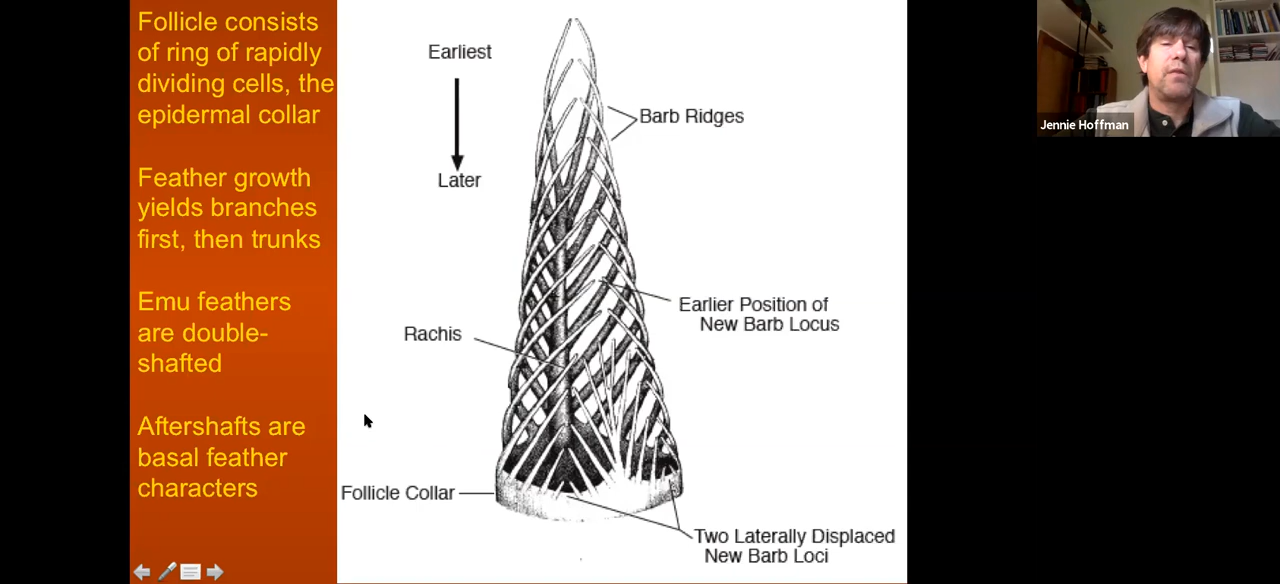 Follicle consists
of ring of rapidly
dividing cells, the
epidermal collar
Feather growth
yields branches
first, then trunks
Emu feathers
are double-
shafted
Aftershafts are
basal feather
characters
Earliest
Later
Barb Ridges
Earlier Position of
New Barb Locus
Rachis
Follicle Collar
Two Laterally Displaced
New Barb Loci
Jennie Hoffman